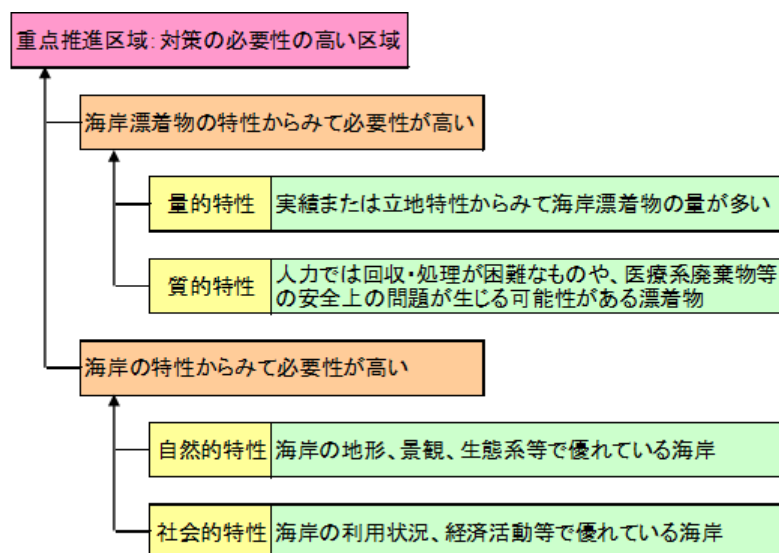 重点推進区域:対策の必要性の高い区域
海岸漂着物の特性からみて必要性が高い
量的特性 実績または立地特性からみて海岸漂着物の量が多い
質的特性 人力では回収・処理が困難なものや、医療系廃棄物等
の安全上の問題が生じる可能性がある漂着物
海岸の特性からみて必要性が高い
自然的特性 海岸の地形、景観、生態系等で優れている海岸
社会的特性 海岸の利用状況、経済活動等で優れている海岸